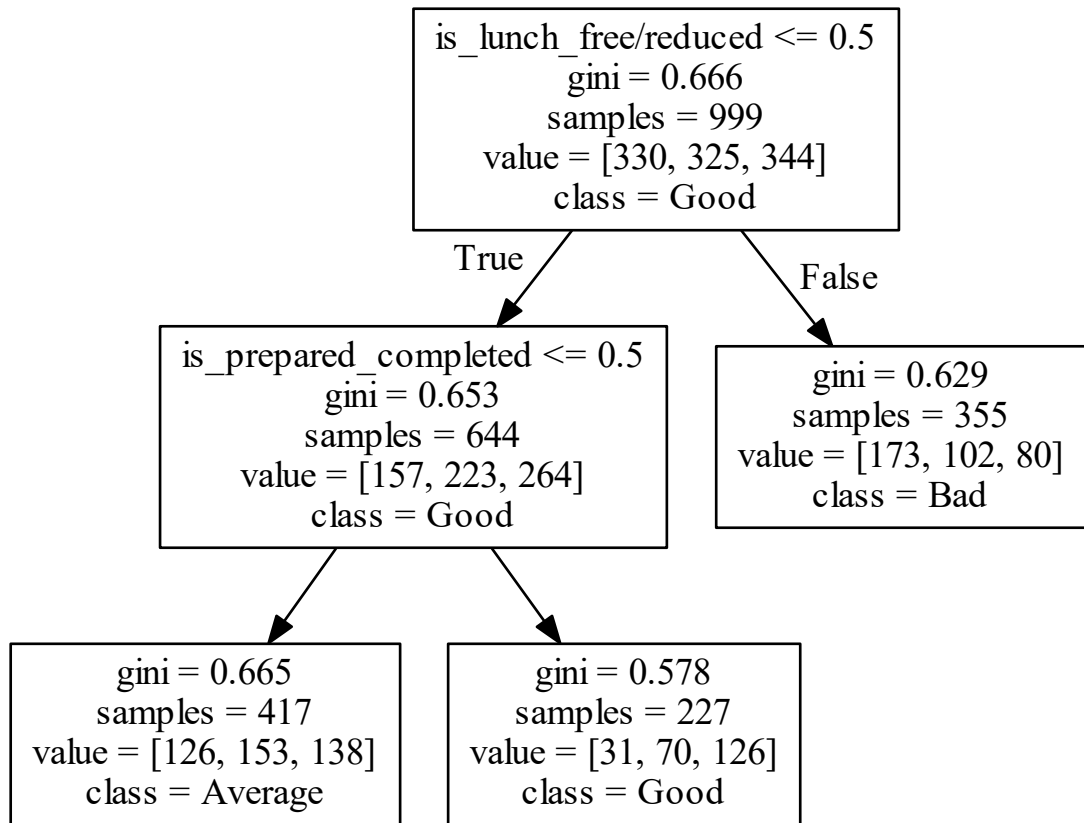 is_lunch_free/reduced <= 0.5
gini = 0.666
samples = 999
value = [330, 325, 344]
class = Good
True
False
is_prepared_completed <= 0.5
gini = 0.653
samples = 644
value = [157, 223, 264]
class = Good
gini = 0.629
samples = 355
value = [173, 102, 80]
class = Bad
gini = 0.665
samples = 417
value = [126, 153, 138]
class = Average
gini = 0.578
samples = 227
value = [31, 70, 126]
class = Good